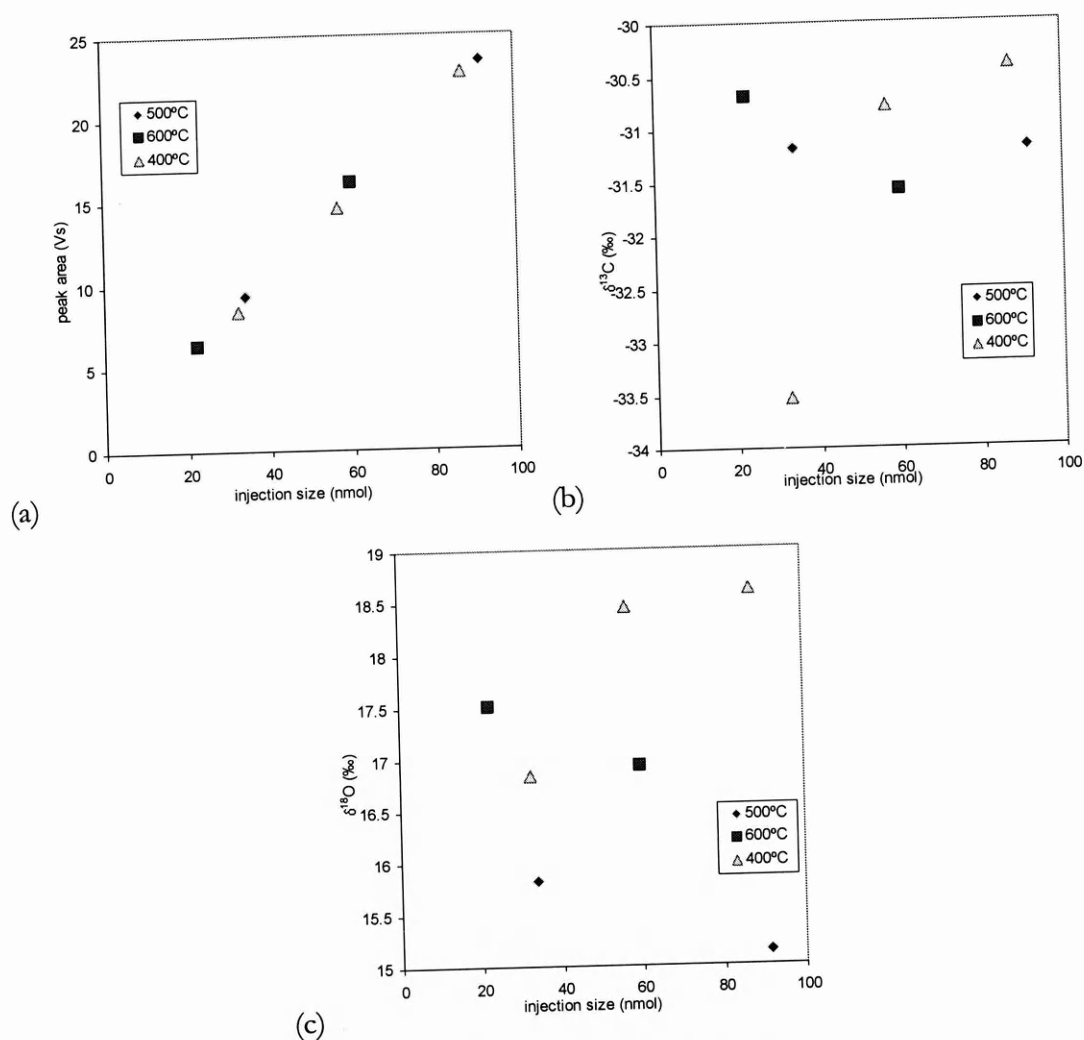 25
20
15
10
5
0
0 20 40 60 80 100
peak area (Vs)
injection size (nmol)
500ºC
600ºC
400ºC
(a)
-30
-30.5
-31
-31.5
-32
-32.5
-33
-33.5
-34
0 20 40 60 80 100
δ¹³C (‰)
injection size (nmol)
500ºC
600ºC
400ºC
(b)
19
18.5
18
17.5
17
16.5
16
15.5
15
0 20 40 60 80 100
δ¹⁸O (‰)
injection size (nmol)
500ºC
600ºC
400ºC
(c)